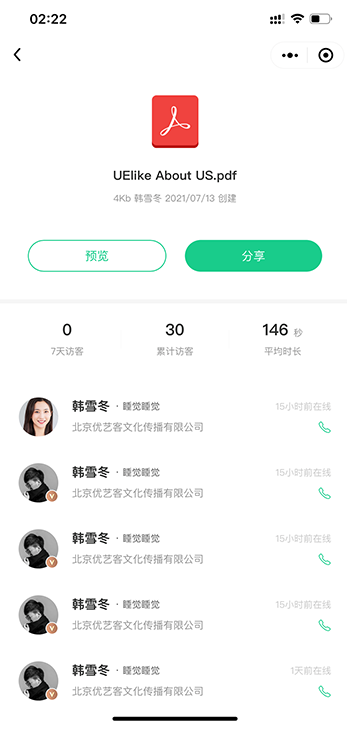 02:22
UElike About US.pdf
4Kb 韩雪冬 2021/07/13 创建
预览
分享
0
30
146 秒
7天访客
累计访客
平均时长
韩雪冬 · 睡觉睡觉
15小时前在线
北京优艺客文化传播有限公司
韩雪冬 · 睡觉睡觉
15小时前在线
北京优艺客文化传播有限公司
V
韩雪冬 · 睡觉睡觉
15小时前在线
北京优艺客文化传播有限公司
V
韩雪冬 · 睡觉睡觉
15小时前在线
北京优艺客文化传播有限公司
V
韩雪冬 · 睡觉睡觉
1天前在线
北京优艺客文化传播有限公司
V